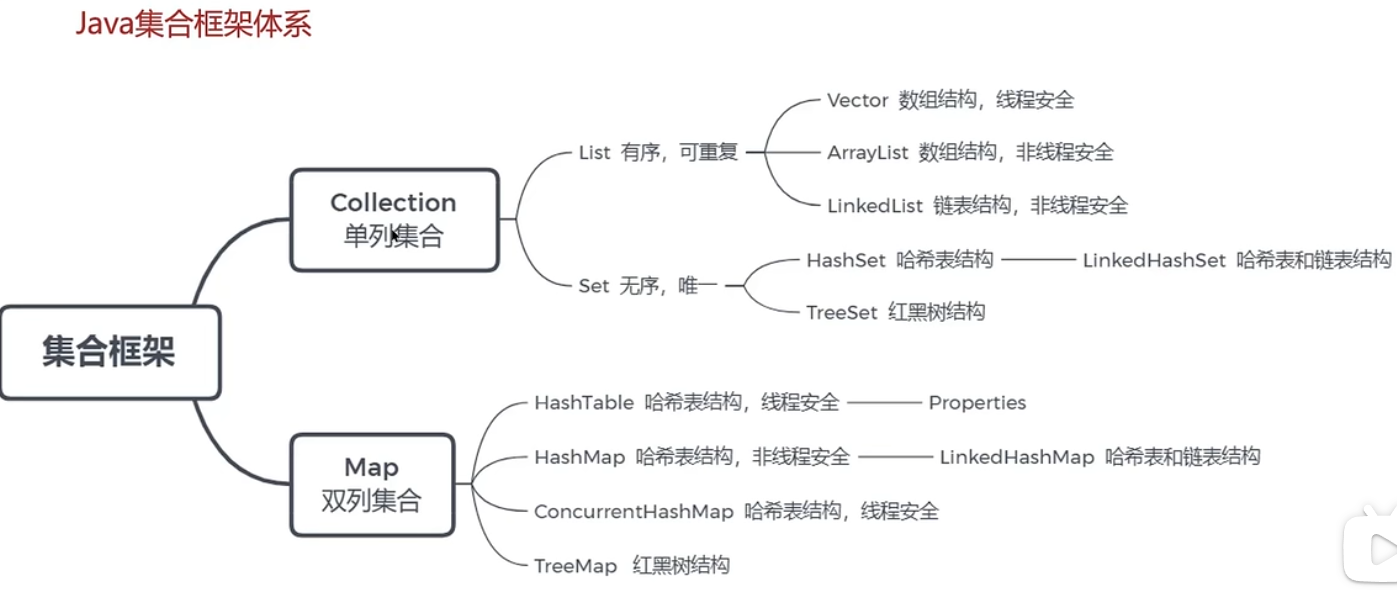 Java集合框架体系
Vector 数组结构，线程安全
List 有序，可重复
ArrayList 数组结构，非线程安全
LinkedList 链表结构，非线程安全
Collection
单列集合
Set 无序，唯一
HashSet 哈希表结构
LinkedHashSet 哈希表和链表结构
TreeSet 红黑树结构
集合框架
Map
双列集合
HashTable 哈希表结构，线程安全
Properties
HashMap 哈希表结构，非线程安全
LinkedHashMap 哈希表和链表结构
ConcurrentHashMap 哈希表结构，线程安全
TreeMap 红黑树结构